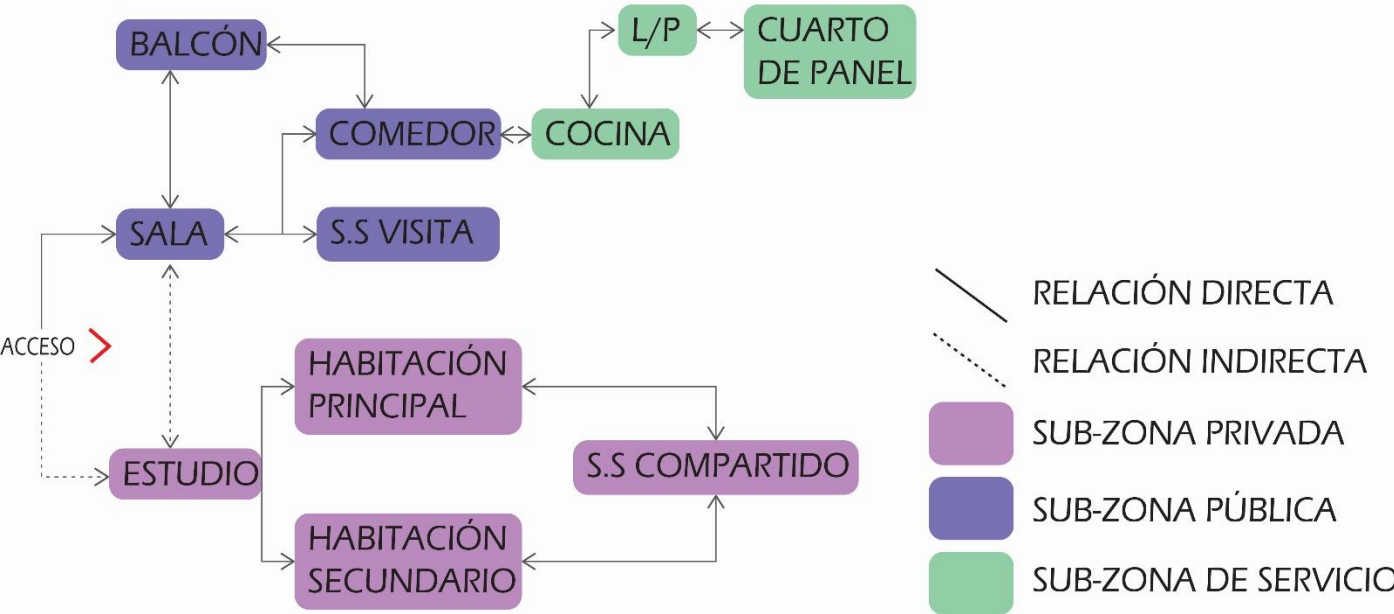 BALCÓN
L/P
CUARTO
DE PANEL
COMEDOR
COCINA
SALA
S.S VISITA
ACCESO
HABITACIÓN
PRINCIPAL
ESTUDIO
S.S COMPARTIDO
HABITACIÓN
SECUNDARIO
RELACIÓN DIRECTA
RELACIÓN INDIRECTA
SUB-ZONA PRIVADA
SUB-ZONA PÚBLICA
SUB-ZONA DE SERVICIO